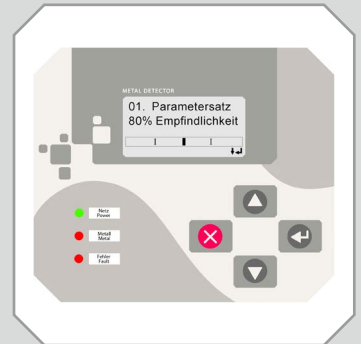 METAL DETECTOR
01. Parametersatz
80% Empfindlichkeit
Netz
Power
Metall
Metal
Fehler
Fault